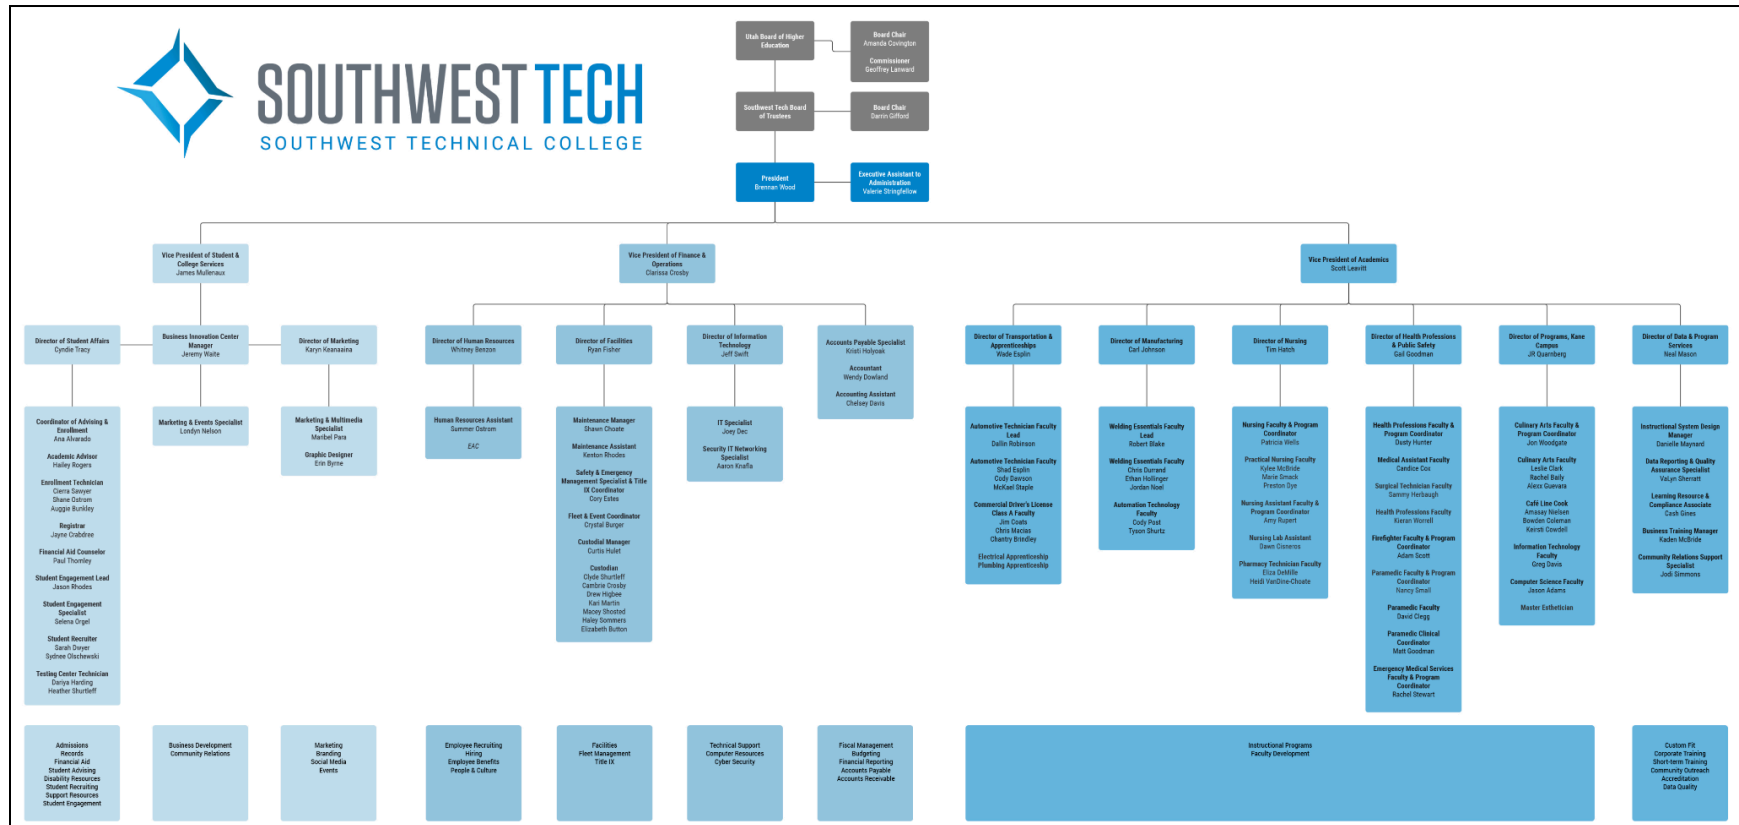 SOUTHWEST TECH
SOUTHWEST TECHNICAL COLLEGE
Utah Board of Higher
Education
Board Chair
Amanda Covington
Commissioner
Geoffrey Lanward
Southwest Tech Board
of Trustees
Board Chair
Darrin Gifford
President
Brennan Wood
Executive Assistant to
Administration
Valerie Stringfellow
Vice President of Student &
College Services
James Mullenaux
Vice President of Finance &
Operations
Clarissa Crosby
Vice President of Academics
Scott Leavitt
Director of Student Affairs
Cyndie Tracy
Business Innovation Center
Manager
Jeremy Waite
Director of Marketing
Karyn Keanaaina
Director of Human Resources
Whitney Benzon
Director of Facilities
Ryan Fisher
Director of Information
Technology
Jeff Swift
Accounts Payable Specialist
Kristi Holyoak
Accountant
Wendy Dowland
Accounting Assistant
Chelsey Davis
Director of Transportation &
Apprenticeships
Wade Esplin
Director of Manufacturing
Carl Johnson
Director of Nursing
Tim Hatch
Director of Health Professions
& Public Safety
Gail Goodman
Director of Programs, Kane
Campus
JR Quarnberg
Director of Data & Program
Services
Neal Mason
Coordinator of Advising &
Enrollment
Ana Alvarado
Academic Advisor
Hailey Rogers
Enrollment Technician
Cierra Sawyer
Shane Ostrom
Auggie Bunkley
Registrar
Jayne Crabdree
Financial Aid Counselor
Paul Thomley
Student Engagement Lead
Jason Rhodes
Student Engagement
Specialist
Selena Orgel
Student Recruiter
Sarah Dwyer
Sydnee Olschewski
Testing Center Technician
Dariya Harding
Heather Shurtleff
Marketing & Events Specialist
Londyn Nelson
Marketing & Multimedia
Specialist
Maribel Para
Graphic Designer
Erin Byrne
Human Resources Assistant
Summer Ostrom
EAC
Maintenance Manager
Shawn Choate
Maintenance Assistant
Kenton Rhodes
Safety & Emergency
Management Specialist & Title
IX Coordinator
Cory Estes
Fleet & Event Coordinator
Crystal Burger
Custodial Manager
Curtis Hulet
Custodian
Clyde Shurtleff
Cambrie Crosby
Drew Higbee
Kari Martin
Macey Shosted
Haley Sommers
Elizabeth Button
IT Specialist
Joey Dec
Security IT Networking
Specialist
Aaron Knafla
Automotive Technician Faculty
Lead
Dallin Robinson
Automotive Technician Faculty
Shad Esplin
Cody Dawson
McKael Staple
Commercial Driver's License
Class A Faculty
Jim Coats
Chris Macias
Chantry Brindley
Electrical Apprenticeship
Plumbing Apprenticeship
Welding Essentials Faculty
Lead
Robert Blake
Welding Essentials Faculty
Chris Durrand
Ethan Hollinger
Jordan Noel
Automation Technology
Faculty
Cody Post
Tyson Shurtz
Nursing Faculty & Program
Coordinator
Patricia Wells
Practical Nursing Faculty
Kylee McBride
Marie Smack
Preston Dye
Nursing Assistant Faculty &
Program Coordinator
Amy Rupert
Nursing Lab Assistant
Dawn Cisneros
Pharmacy Technician Faculty
Eliza DeMille
Heidi VanDine-Choate
Health Professions Faculty &
Program Coordinator
Dusty Hunter
Medical Assistant Faculty
Candice Cox
Surgical Technician Faculty
Sammy Herbaugh
Health Professions Faculty
Kieran Worrell
Firefighter Faculty & Program
Coordinator
Adam Scott
Paramedic Faculty & Program
Coordinator
Nancy Small
Paramedic Faculty
David Clegg
Paramedic Clinical
Coordinator
Matt Goodman
Emergency Medical Services
Faculty & Program
Coordinator
Rachel Stewart
Culinary Arts Faculty &
Program Coordinator
Jon Woodgate
Culinary Arts Faculty
Leslie Clark
Rachel Baily
Alexx Guevara
Café Line Cook
Amasay Nielsen
Bowden Coleman
Keirsti Cowdell
Information Technology
Faculty
Greg Davis
Computer Science Faculty
Jason Adams
Master Esthetician
Instructional System Design
Manager
Danielle Maynard
Data Reporting & Quality
Assurance Specialist
VaLyn Sherratt
Learning Resource &
Compliance Associate
Cash Gines
Business Training Manager
Kaden McBride
Community Relations Support
Specialist
Jodi Simmons
Admissions
Records
Financial Aid
Student Advising
Disability Resources
Student Recruiting
Support Resources
Student Engagement
Business Development
Community Relations
Marketing
Branding
Social Media
Events
Employee Recruiting
Hiring
Employee Benefits
People & Culture
Facilities
Fleet Management
Title IX
Technical Support
Computer Resources
Cyber Security
Fiscal Management
Budgeting
Financial Reporting
Accounts Payable
Accounts Receivable
Instructional Programs
Faculty Development
Custom Fit
Corporate Training
Short-term Training
Community Outreach
Accreditation
Data Quality